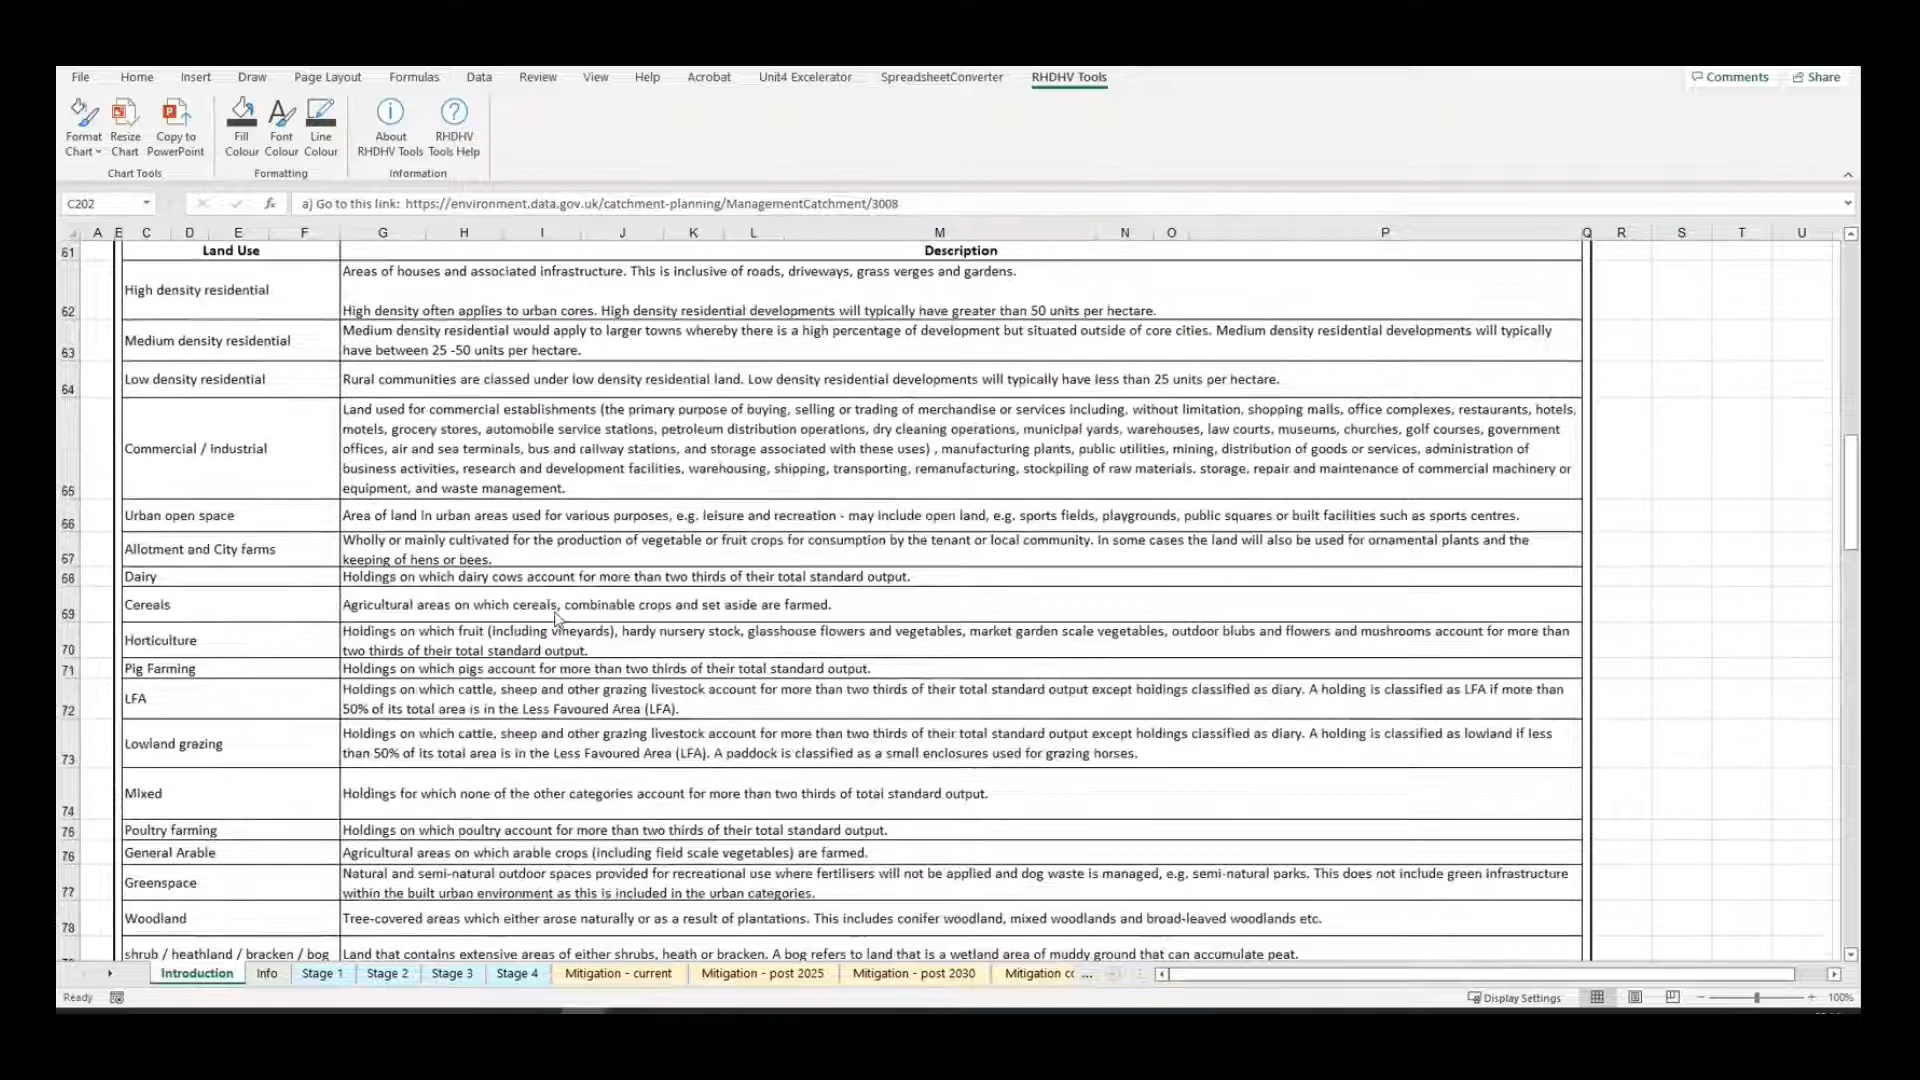 File Home Insert Draw Page Layout Formulas Data Review View Help Acrobat Unit4 Excelerator SpreadsheetConverter RHDHV Tools Comments Share
Format Chart Resize Chart Copy to PowerPoint Fill Colour Font Colour Line Colour About RHDHV Tools RHDHV Tools Help
Chart Tools Formatting Information
C202 fx a) Go to this link: https://environment.data.gov.uk/catchment-planning/ManagementCatchment/3008
A E C D E F G H I J K L M N O P Q R S T U
61 Land Use Description
62 High density residential
Areas of houses and associated infrastructure. This is inclusive of roads, driveways, grass verges and gardens.
High density often applies to urban cores. High density residential developments will typically have greater than 50 units per hectare.
63 Medium density residential
Medium density residential would apply to larger towns whereby there is a high percentage of development but situated outside of core cities. Medium density residential developments will typically
have between 25 -50 units per hectare.
64 Low density residential
Rural communities are classed under low density residential land. Low density residential developments will typically have less than 25 units per hectare.
65 Commercial / industrial
Land used for commercial establishments (the primary purpose of buying, selling or trading of merchandise or services including, without limitation, shopping malls, office complexes, restaurants, hotels,
motels, grocery stores, automobile service stations, petroleum distribution operations, dry cleaning operations, municipal yards, warehouses, law courts, museums, churches, golf courses, government
offices, air and sea terminals, bus and railway stations, and storage associated with these uses) , manufacturing plants, public utilities, mining, distribution of goods or services, administration of
business activities, research and development facilities, warehousing, shipping, transporting, remanufacturing, stockpiling of raw materials, storage, repair and maintenance of commercial machinery or
equipment, and waste management.
66 Urban open space
Area of land in urban areas used for various purposes, e.g. leisure and recreation - may include open land, e.g. sports fields, playgrounds, public squares or built facilities such as sports centres.
67 Allotment and City farms
Wholly or mainly cultivated for the production of vegetable or fruit crops for consumption by the tenant or local community. In some cases the land will also be used for ornamental plants and the
keeping of hens or bees.
68 Dairy
Holdings on which dairy cows account for more than two thirds of their total standard output.
69 Cereals
Agricultural areas on which cereals, combinable crops and set aside are farmed.
70 Horticulture
Holdings on which fruit (including vineyards), hardy nursery stock, glasshouse flowers and vegetables, market garden scale vegetables, outdoor blubs and flowers and mushrooms account for more than
two thirds of their total standard output.
71 Pig Farming
Holdings on which pigs account for more than two thirds of their total standard output.
72 LFA
Holdings on which cattle, sheep and other grazing livestock account for more than two thirds of their total standard output except holdings classified as diary. A holding is classified as LFA if more than
50% of its total area is in the Less Favoured Area (LFA).
73 Lowland grazing
Holdings on which cattle, sheep and other grazing livestock account for more than two thirds of their total standard output except holdings classified as diary. A holding is classified as lowland if less
than 50% of its total area is in the Less Favoured Area (LFA). A paddock is classified as a small enclosures used for grazing horses.
74 Mixed
Holdings for which none of the other categories account for more than two thirds of total standard output.
76 Poultry farming
Holdings on which poultry account for more than two thirds of their total standard output.
76 General Arable
Agricultural areas on which arable crops (including field scale vegetables) are farmed.
77 Greenspace
Natural and semi-natural outdoor spaces provided for recreational use where fertilisers will not be applied and dog waste is managed, e.g. semi-natural parks. This does not include green infrastructure
within the built urban environment as this is included in the urban categories.
78 Woodland
Tree-covered areas which either arose naturally or as a result of plantations. This includes conifer woodland, mixed woodlands and broad-leaved woodlands etc.
shrub / heathland / bracken / bog
Land that contains extensive areas of either shrubs, heath or bracken. A bog refers to land that is a wetland area of muddy ground that can accumulate peat.
Introduction Info Stage 1 Stage 2 Stage 3 Stage 4 Mitigation - current Mitigation - post 2025 Mitigation - post 2030 Mitigation cc ...
Ready Display Settings 100%